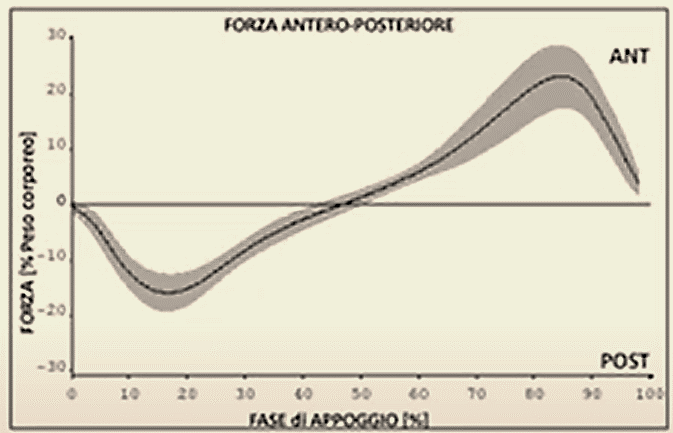 FORZA ANTERO-POSTERIORE
ANT
FORZA [% Peso corporeo]
30
20
10
0
-10
-20
-30
POST
0 10 20 30 40 50 60 70 80 90 100
FASE di APPOGGIO [%]